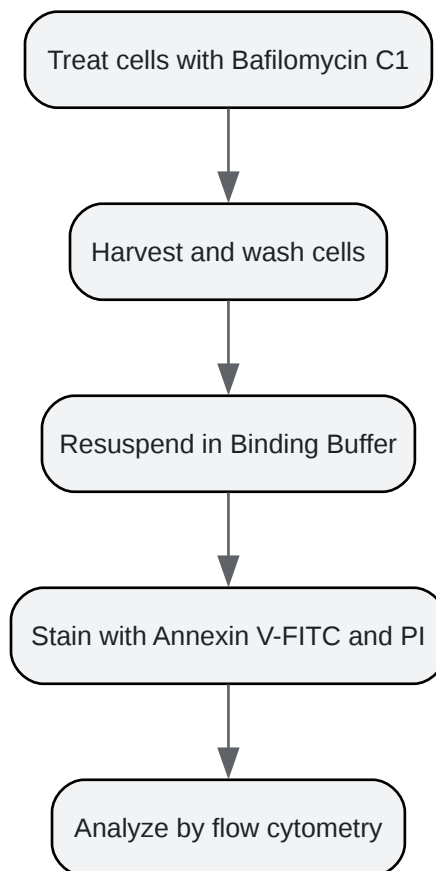 Treat cells with Bafilomycin C1
Harvest and wash cells
Resuspend in Binding Buffer
Stain with Annexin V-FITC and PI
Analyze by flow cytometry